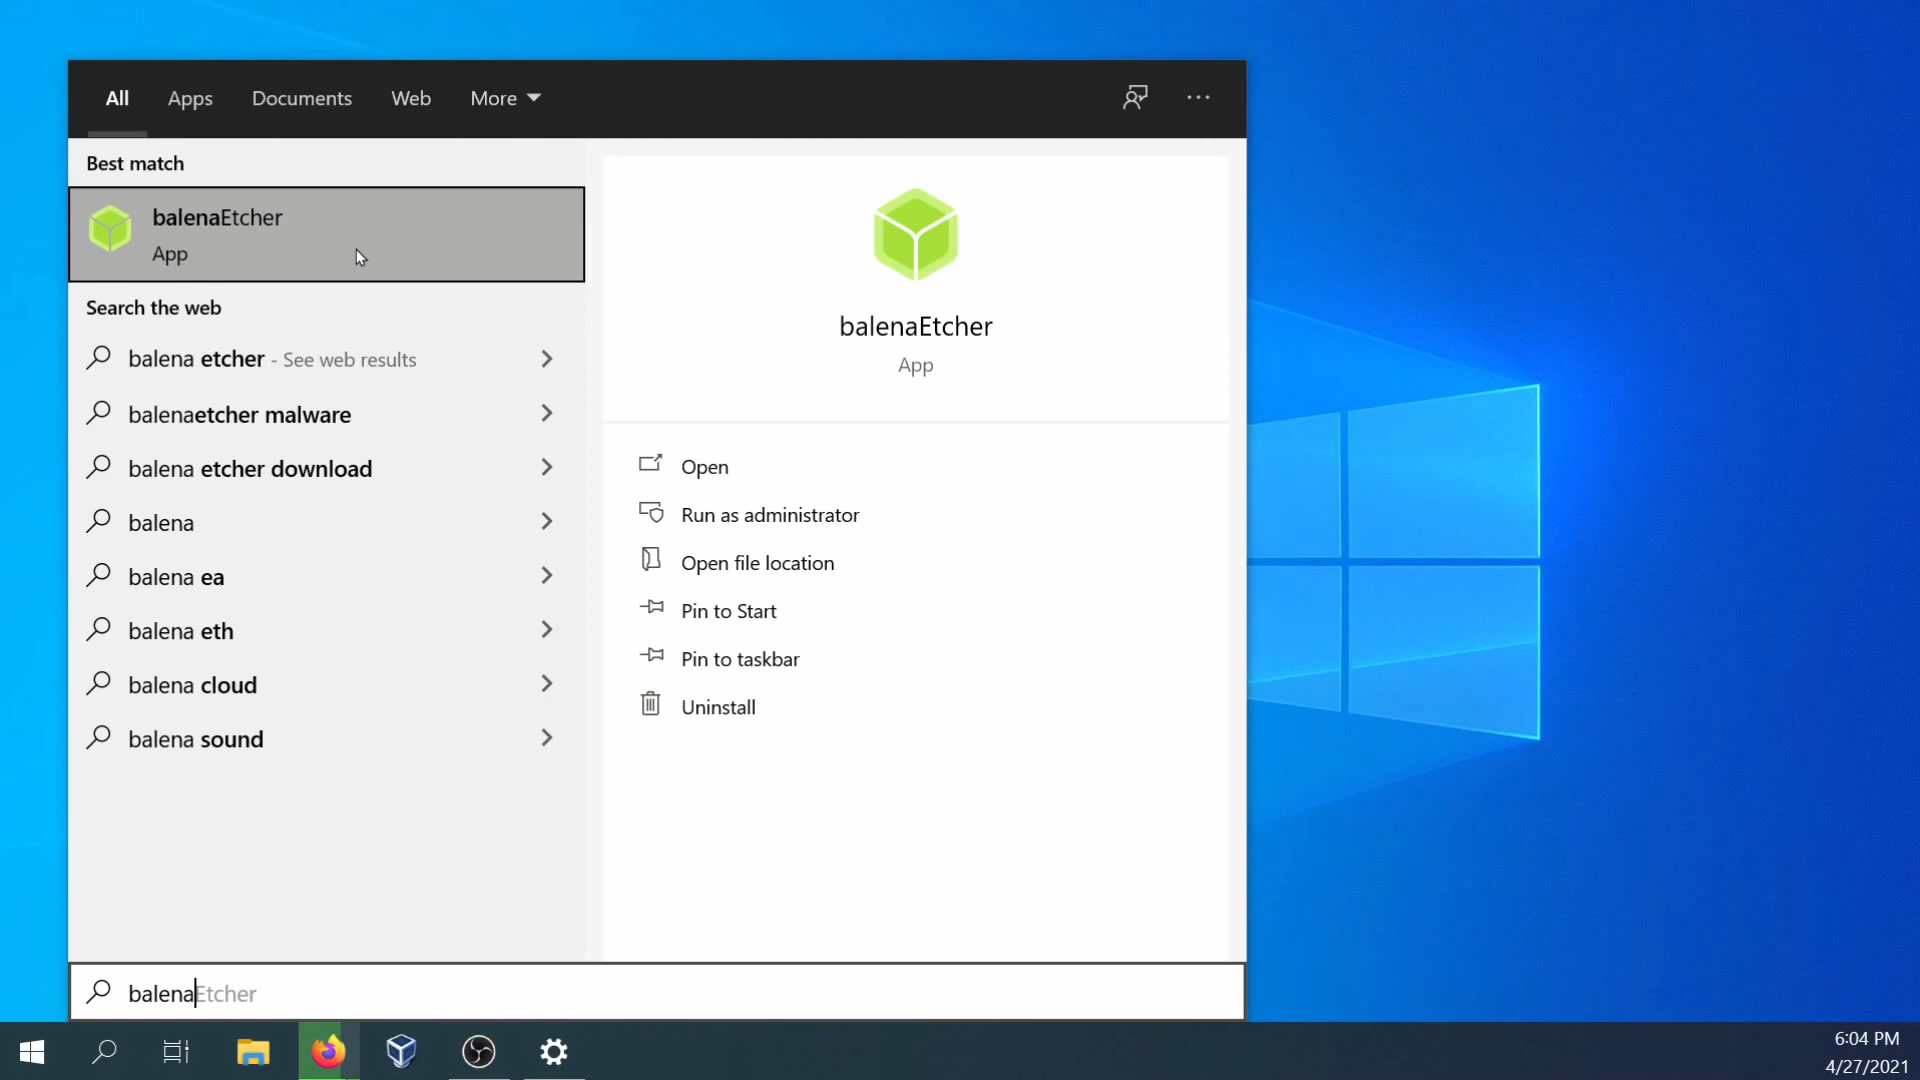 All Apps Documents Web More
Best match
balenaEtcher
App
Search the web
balena etcher - See web results
balenaetcher malware
balena etcher download
balena
balena ea
balena eth
balena cloud
balena sound
balenaEtcher
App
Open
Run as administrator
Open file location
Pin to Start
Pin to taskbar
Uninstall
balenaEtcher
6:04 PM
4/27/2021